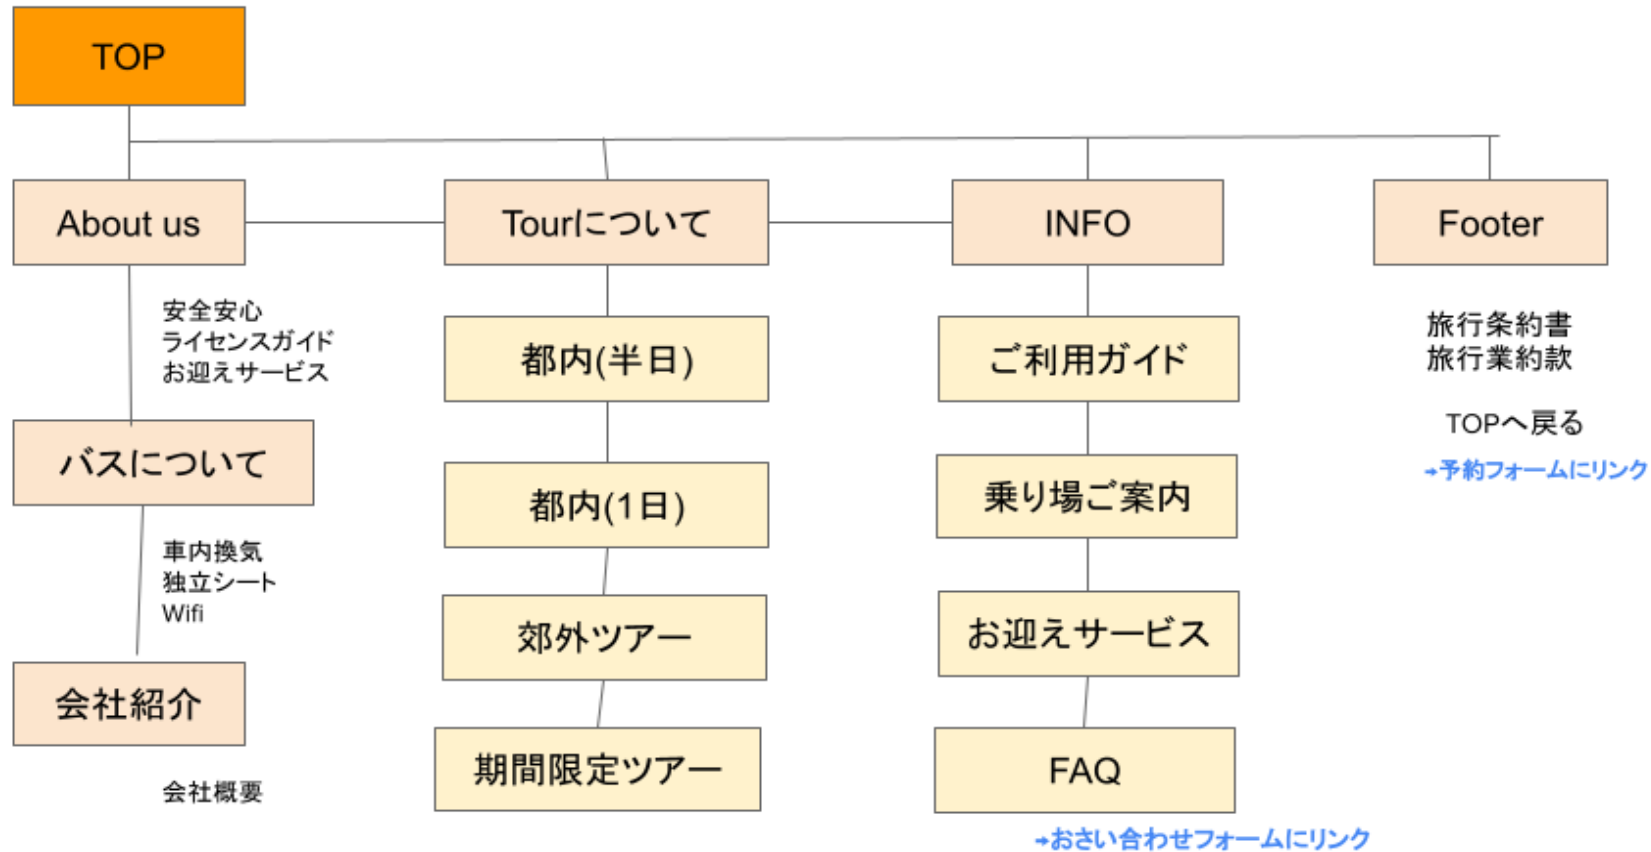 TOP
About us
安全安心
ライセンスガイド
お迎えサービス
バスについて
車内換気
独立シート
Wifi
会社紹介
会社概要
Tourについて
都内(半日)
都内(1日)
郊外ツアー
期間限定ツアー
INFO
ご利用ガイド
乗り場ご案内
お迎えサービス
FAQ
→おさい合わせフォームにリンク
Footer
旅行条約書
旅行業約款
TOPへ戻る
→予約フォームにリンク